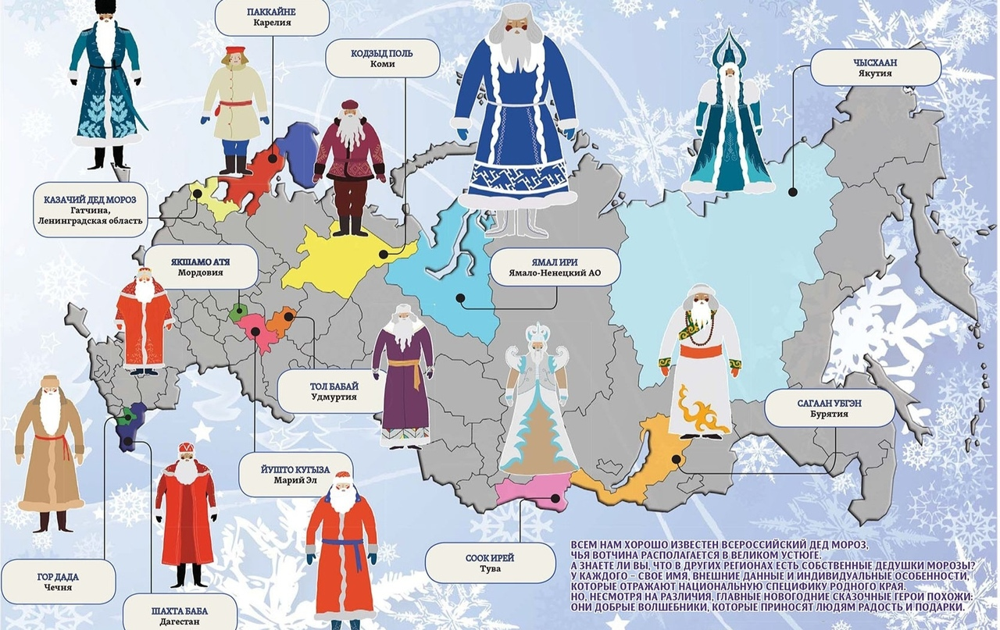 ПАККАЙНЕ
Карелия
КОДЗЫД ПОЛЬ
Коми
ЧЫСХААН
Якутия
КАЗАЧИЙ ДЕД МОРОЗ
Гатчина,
Ленинградская область
ЯКШАМО АТЯ
Мордовия
ЯМАЛ ИРИ
Ямало-Ненецкий АО
ТОЛ БАБАЙ
Удмуртия
САГААН УБГЭН
Бурятия
ЙУШТО КУГЫЗА
Марий Эл
СООК ИРЕЙ
Тува
ГОР ДАДА
Чечня
ШАХТА БАБА
Дагестан
ВСЕМ НАМ ХОРОШО ИЗВЕСТЕН ВСЕРОССИЙСКИЙ ДЕД МОРОЗ,
ЧЬЯ ВОТЧИНА РАСПОЛАГАЕТСЯ В ВЕЛИКОМ УСТЮГЕ.
А ЗНАЕТЕ ЛИ ВЫ, ЧТО В ДРУГИХ РЕГИОНАХ ЕСТЬ СОБСТВЕННЫЕ ДЕДУШКИ МОРОЗЫ?
У КАЖДОГО – СВОЕ ИМЯ, ВНЕШНИЕ ДАННЫЕ И ИНДИВИДУАЛЬНЫЕ ОСОБЕННОСТИ,
КОТОРЫЕ ОТРАЖАЮТ НАЦИОНАЛЬНУЮ СПЕЦИФИКУ РОДНОГО КРАЯ.
НО, НЕСМОТРЯ НА РАЗЛИЧИЯ, ГЛАВНЫЕ НОВОГОДНИЕ СКАЗОЧНЫЕ ГЕРОИ ПОХОЖИ:
ОНИ ДОБРЫЕ ВОЛШЕБНИКИ, КОТОРЫЕ ПРИНОСЯТ ЛЮДЯМ РАДОСТЬ И ПОДАРКИ.